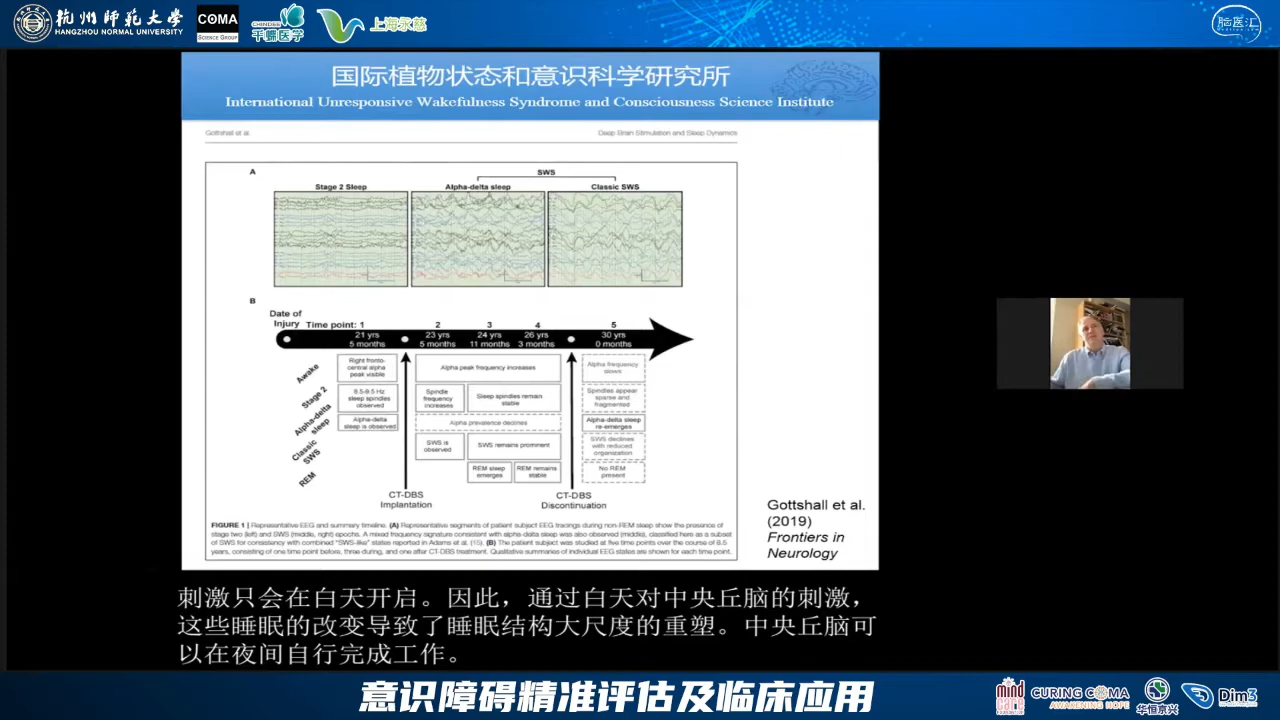 杭州师范大学
HANGZHOU NORMAL UNIVERSITY
COMA
SCIENCE GROUP
CHINDEE
千帆医学
上海永慈
脑医汇
国际植物状态和意识科学研究所
International Unresponsive Wakefulness Syndrome and Consciousness Science Institute
Gottshall et al.
Deep Brain Stimulation and Sleep Dynamics
A
SWS
Stage 2 Sleep
Alpha-delta sleep
Classic SWS
B
Date of
Injury
Time point: 1
2
3
4
5
21 yrs
5 months
23 yrs
5 months
24 yrs
11 months
26 yrs
3 months
30 yrs
0 months
Awake
Right fronto-
central alpha
peak visible
Alpha peak frequency increases
Alpha frequency
slows
Stage 2
8.5-9.5 Hz
sleep spindles
observed
Spindle
frequency
increases
Sleep spindles remain
stable
Spindles appear
sparse and
fragmented
Alpha-delta
sleep
Alpha-delta
sleep is observed
Alpha prevalence declines
Alpha-delta sleep
re-emerges
Classic
SWS
SWS is
observed
SWS remains prominent
SWS declines
with reduced
organization
REM
REM sleep
emerges
REM remains
stable
No REM
present
CT-DBS
Implantation
CT-DBS
Discontinuation
FIGURE 1 | Representative EEG and summary timeline. (A) Representative segments of patient subject EEG tracings during non-REM sleep show the presence of
stage two (left) and SWS (middle, right) epochs. A mixed frequency signature consistent with alpha-delta sleep was also observed (middle), classified here as a subset
of SWS for consistency with combined "SWS-like" states reported in Adams et al. (15). (B) The patient subject was studied at five time points over the course of 8.5
years, consisting of one time point before, three during, and one after CT-DBS treatment. Qualitative summaries of individual EEG states are shown for each time point.
Gottshall et al.
(2019)
Frontiers in
Neurology
刺激只会在白天开启。因此，通过白天对中央丘脑的刺激，
这些睡眠的改变导致了睡眠结构大尺度的重塑。中央丘脑可
以在夜间自行完成工作。
意识障碍精准评估及临床应用
mind
care
CURING COMA
AWAKENING HOPE
华恒京兴